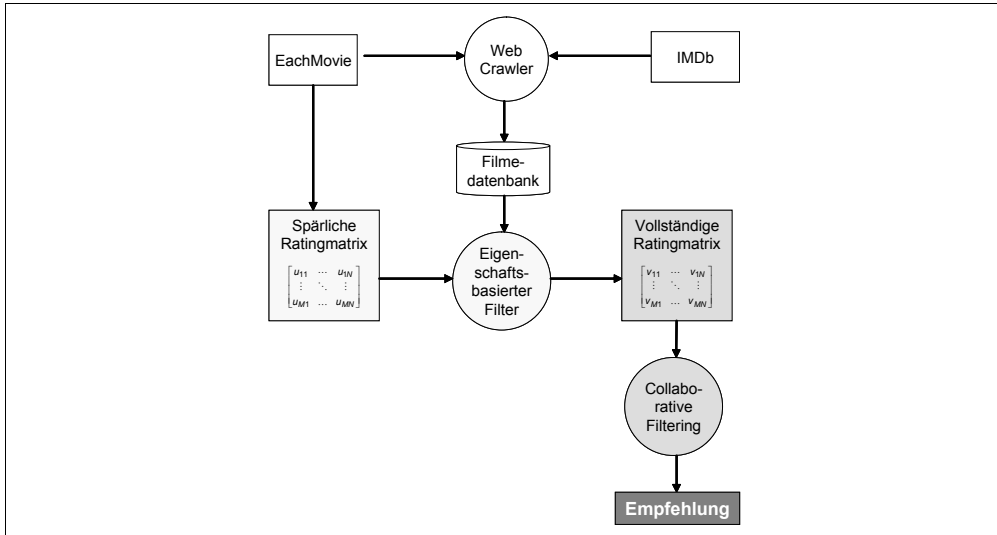 EachMovie
Web
Crawler
IMDb
Filme-
datenbank
Spärliche
Ratingmatrix
u11 ... u1N
⋮ ⋱ ⋮
uM1 ... uMN
Eigen-
schafts-
basierter
Filter
Vollständige
Ratingmatrix
v11 ... v1N
⋮ ⋱ ⋮
vM1 ... vMN
Collabo-
rative
Filtering
Empfehlung